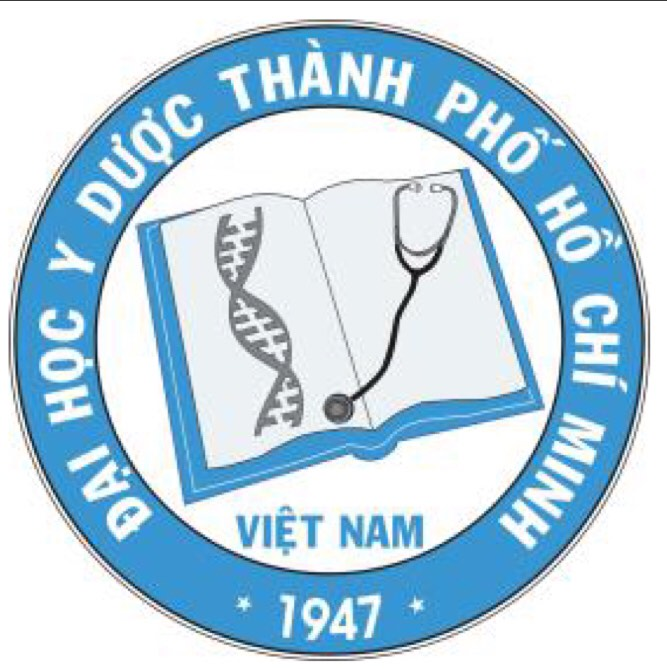 ĐẠI HỌC Y DƯỢC THÀNH PHỐ HỒ CHÍ MINH
VIỆT NAM
* 1947 *